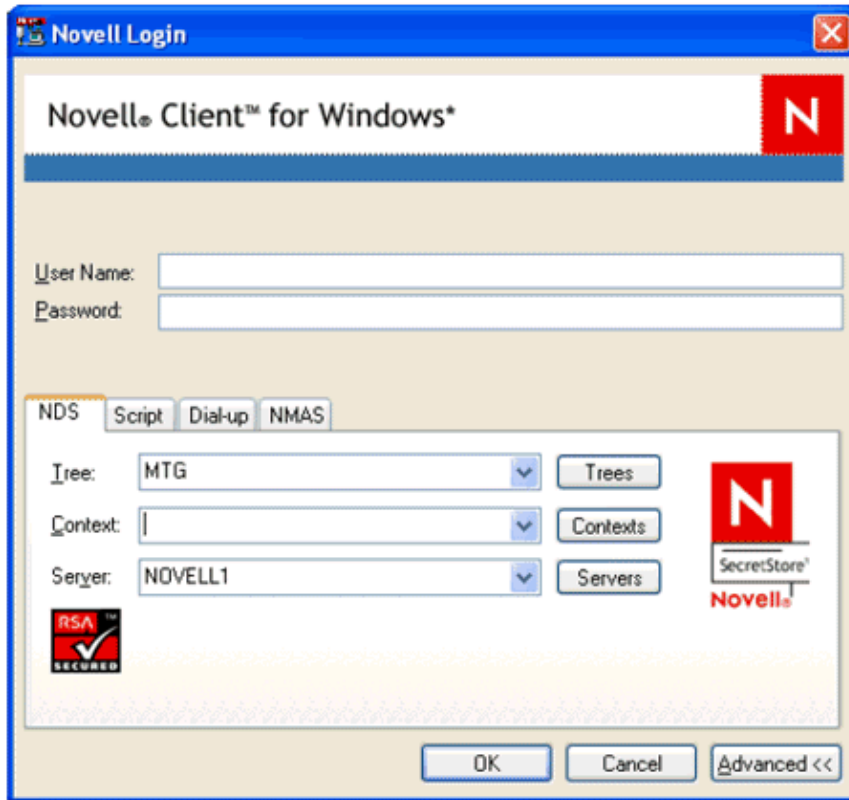 Novell Login
Novell® Client™ for Windows*
N
User Name:
Password:
NDS Script Dial-up NMAS
Tree: MTG Trees
Context: Contexts
Server: NOVELL1 Servers
N
SecretStore
Novell®
RSA™
SECURED
OK Cancel Advanced <<